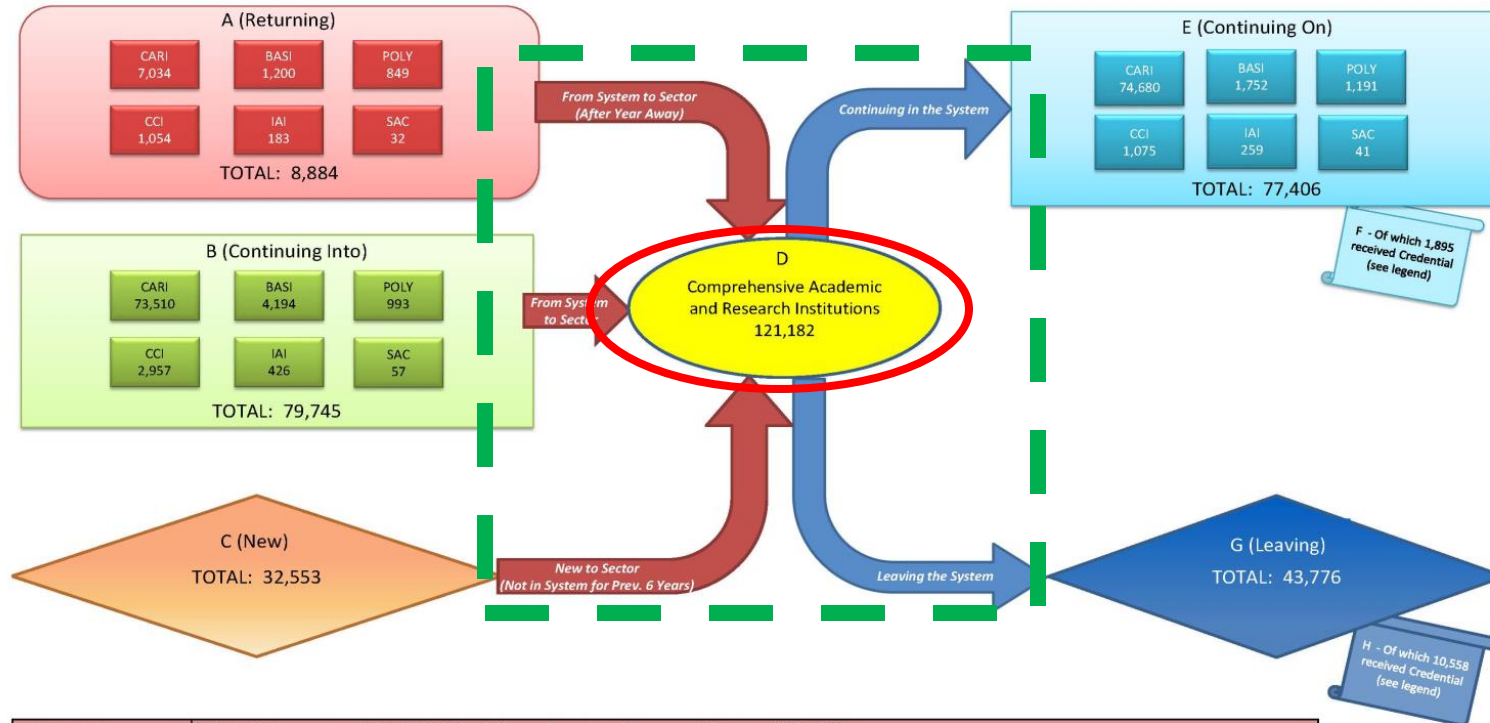 A (Returning)
CARI
7,034
BASI
1,200
POLY
849
CCI
1,054
IAI
183
SAC
32
TOTAL: 8,884
From System to Sector
(After Year Away)
Continuing in the System
E (Continuing On)
CARI
74,680
BASI
1,752
POLY
1,191
CCI
1,075
IAI
259
SAC
41
TOTAL: 77,406
F - Of which 1,895
received Credential
(see legend)
B (Continuing Into)
CARI
73,510
BASI
4,194
POLY
993
CCI
2,957
IAI
426
SAC
57
TOTAL: 79,745
From System
to Sector
D
Comprehensive Academic
and Research Institutions
121,182
C (New)
TOTAL: 32,553
New to Sector
(Not in System for Prev. 6 Years)
Leaving the System
G (Leaving)
TOTAL: 43,776
H - Of which 10,558
received Credential
(see legend)